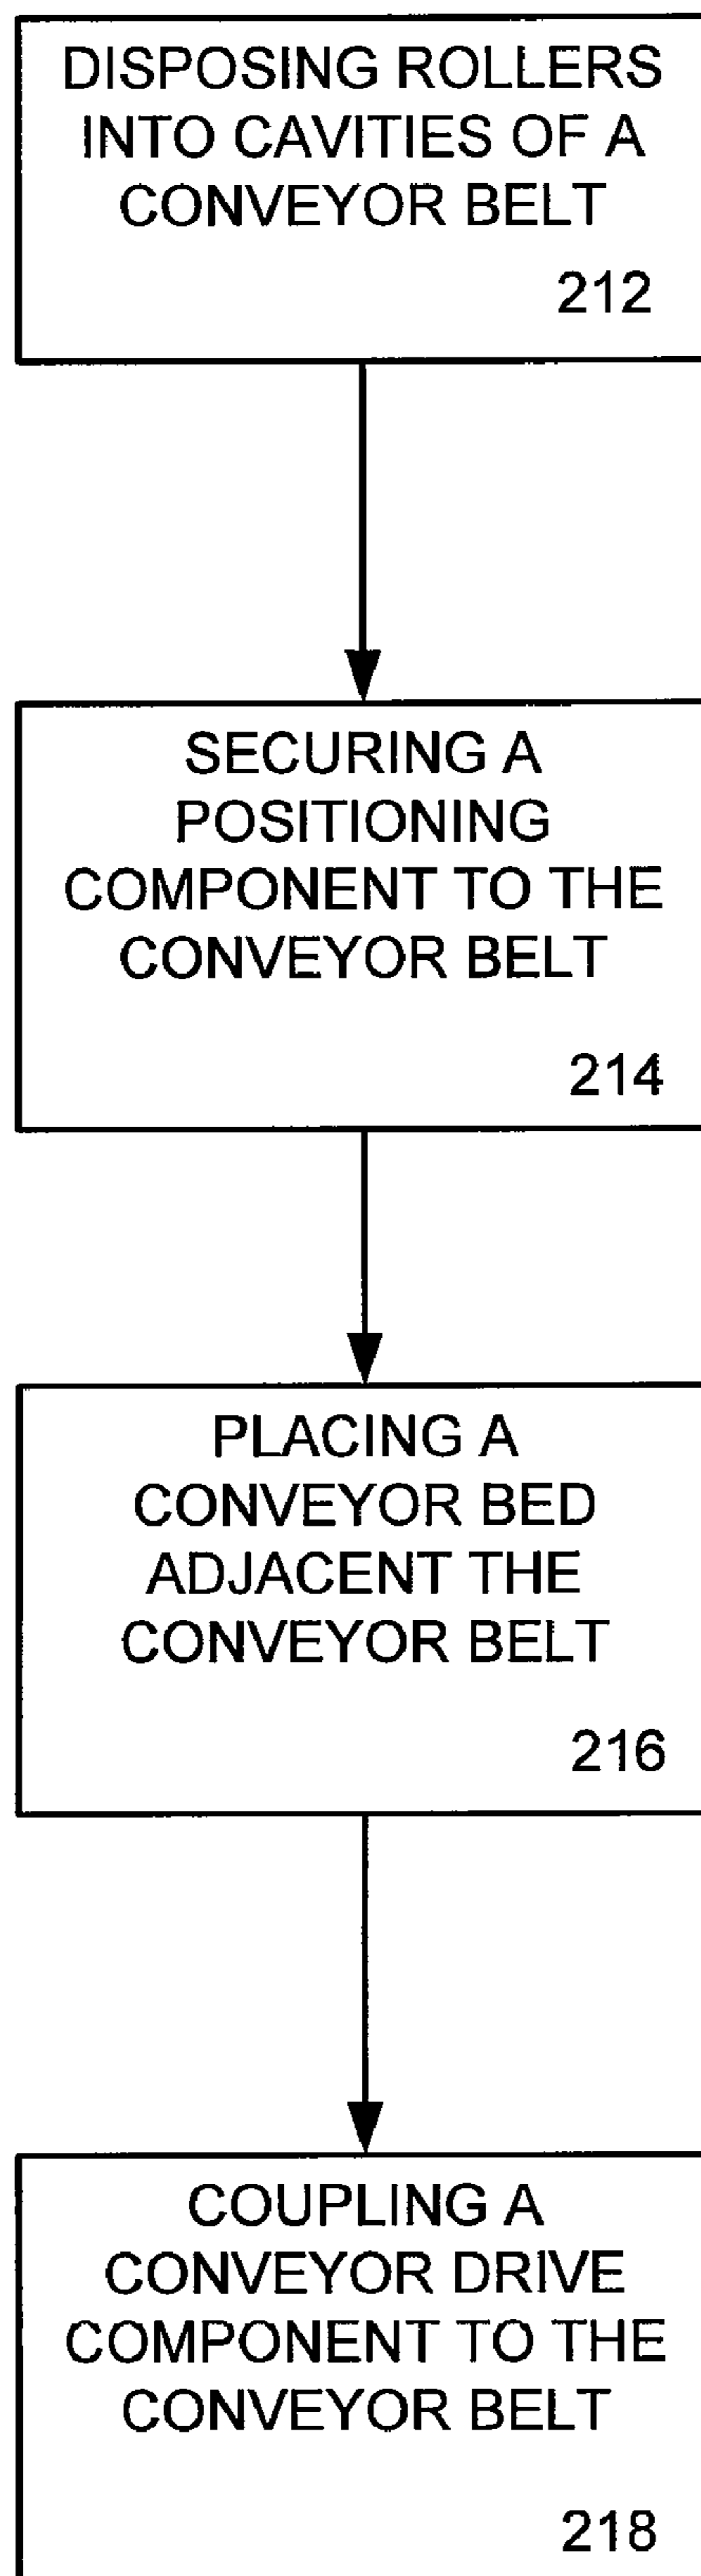 DISPOSING ROLLERS
INTO CAVITIES OF A
CONVEYOR BELT
212
SECURING A
POSITIONING
COMPONENT TO THE
CONVEYOR BELT
214
PLACING A
CONVEYOR BED
ADJACENT THE
CONVEYOR BELT
216
COUPLING A
CONVEYOR DRIVE
COMPONENT TO THE
CONVEYOR BELT
218